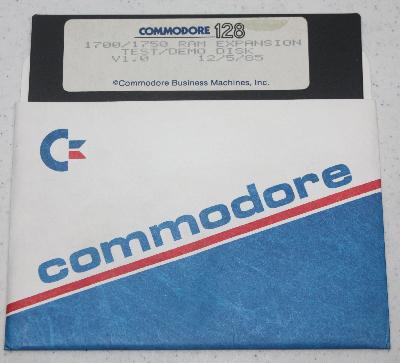 COMMODORE 128
1700/1750 RAM EXPANSION
TEST/DEMO DISK
V1.0 12/5/85
©Commodore Business Machines, Inc.
commodore